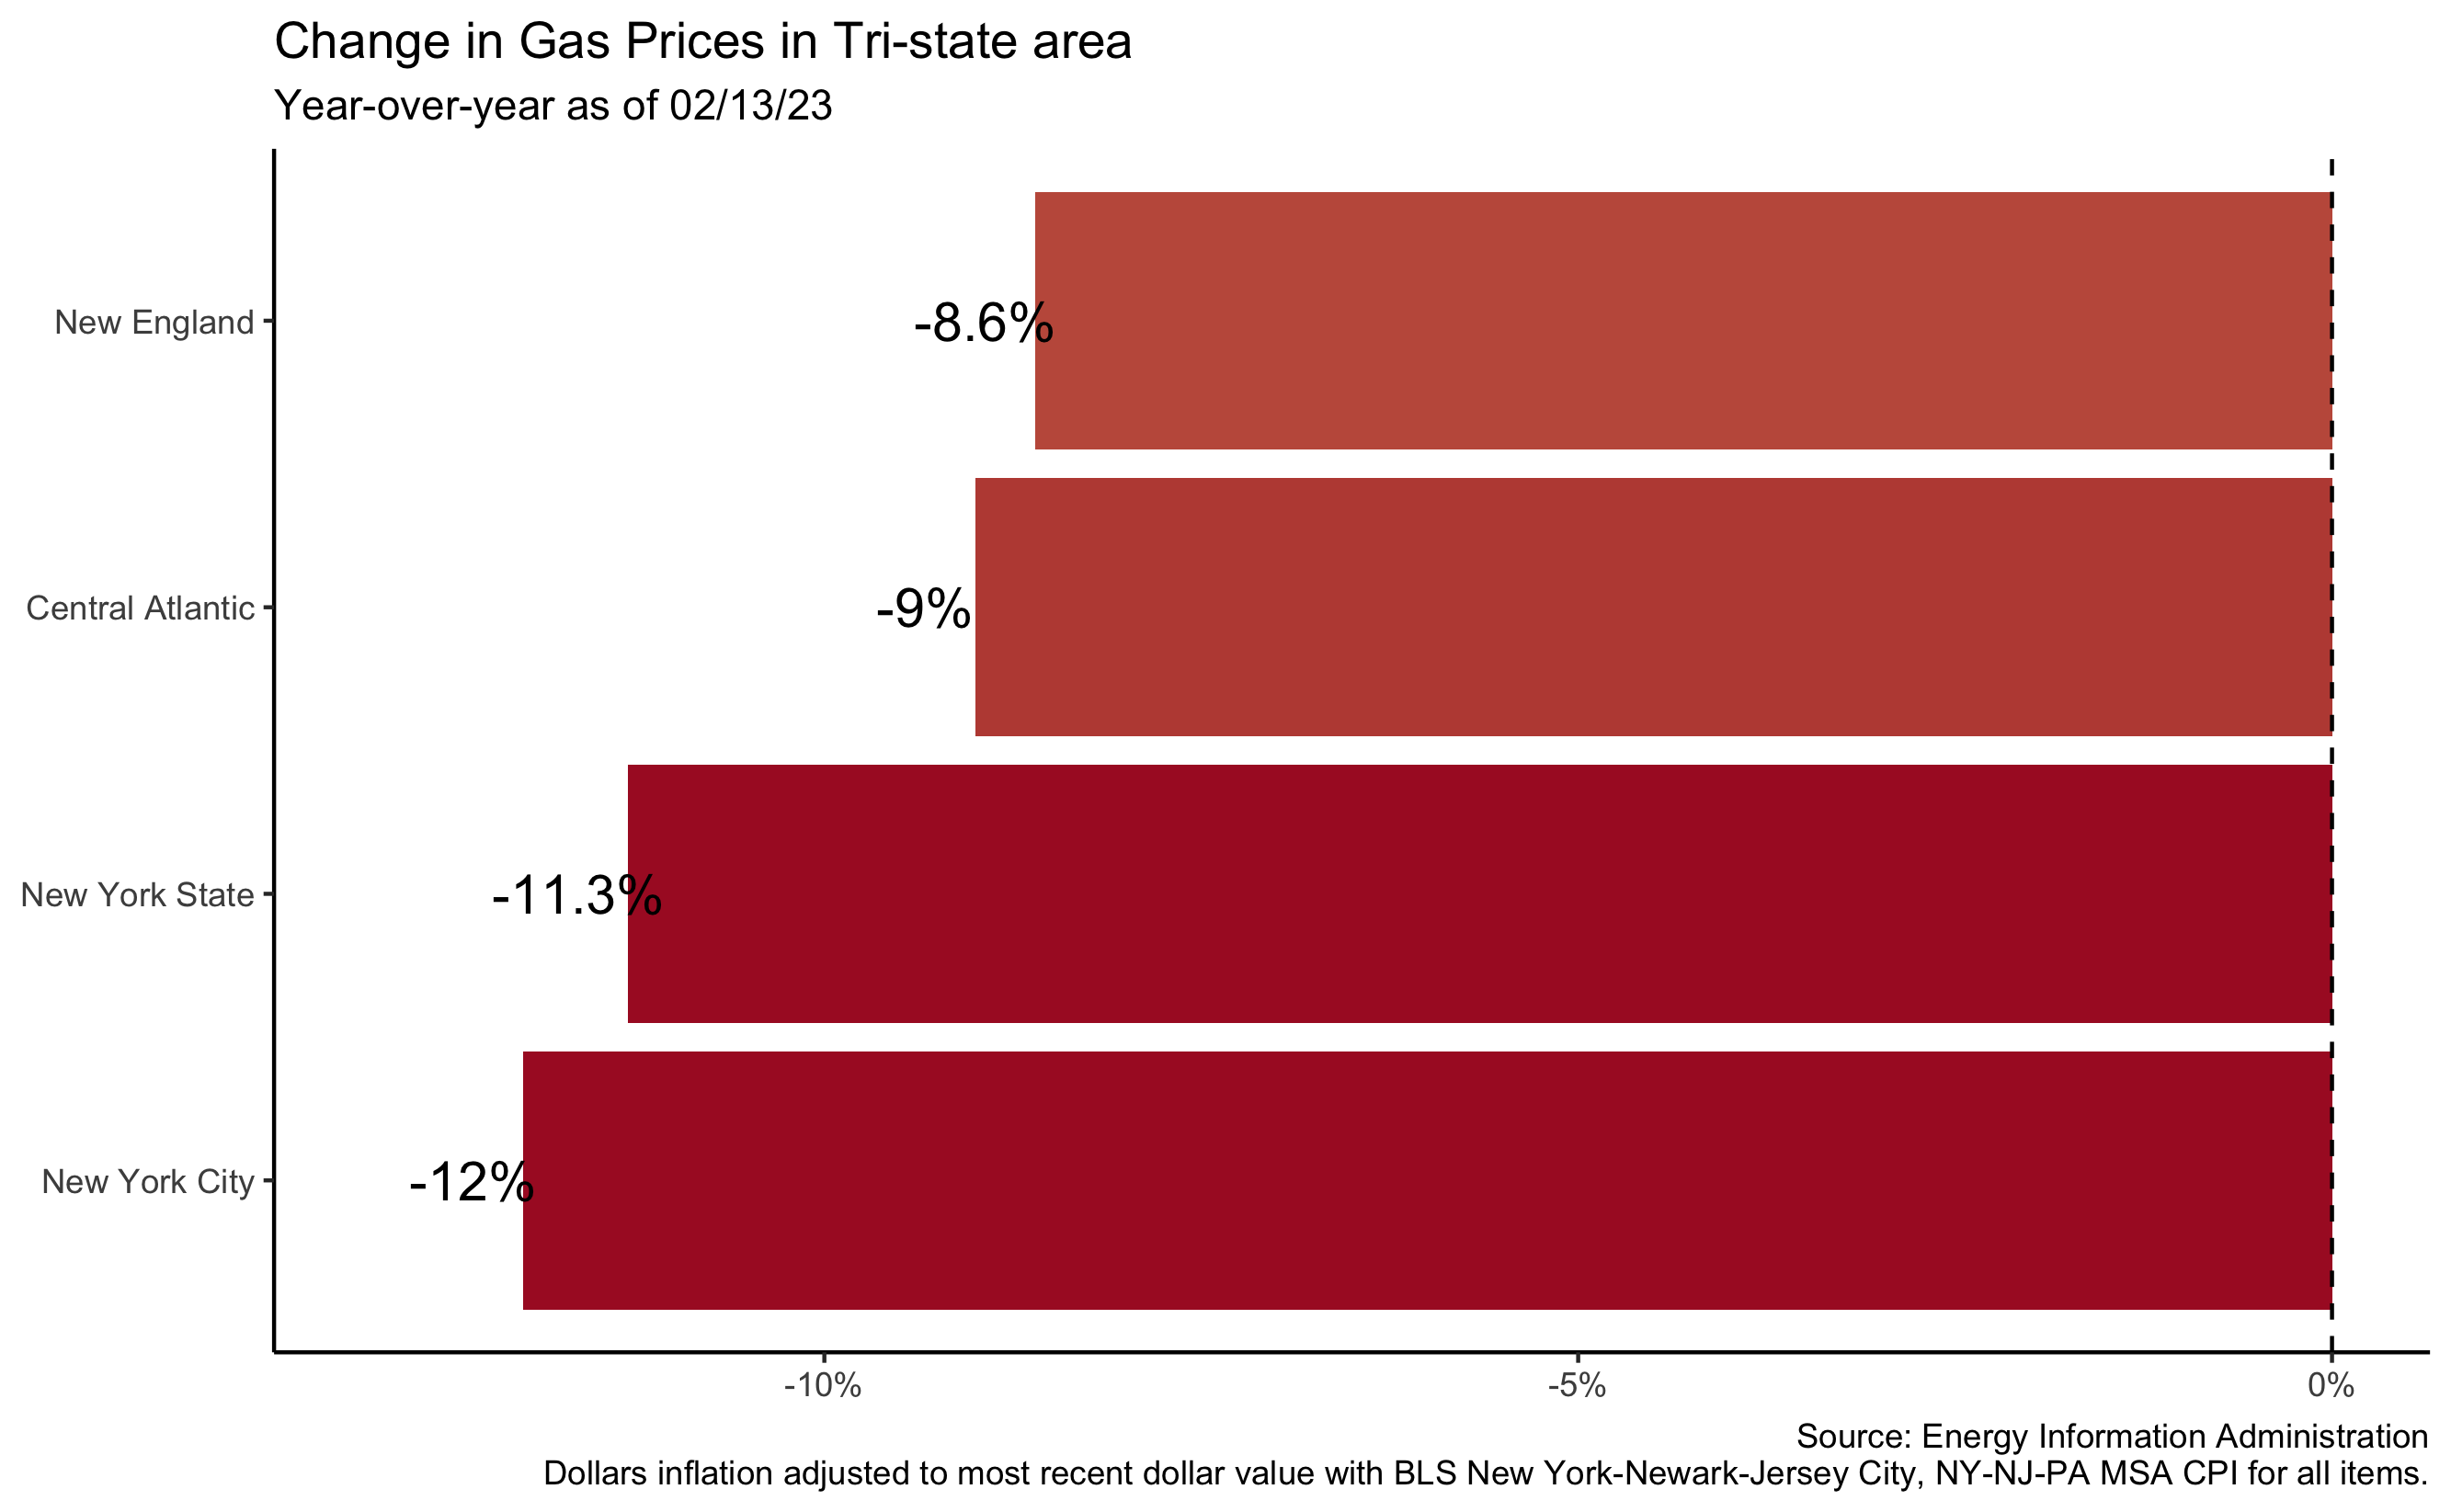 Change in Gas Prices in Tri-state area
Year-over-year as of 02/13/23
New England
-8.6%
Central Atlantic
-9%
New York State
-11.3%
New York City
-12%
-10%
-5%
0%
Source: Energy Information Administration
Dollars inflation adjusted to most recent dollar value with BLS New York-Newark-Jersey City, NY-NJ-PA MSA CPI for all items.